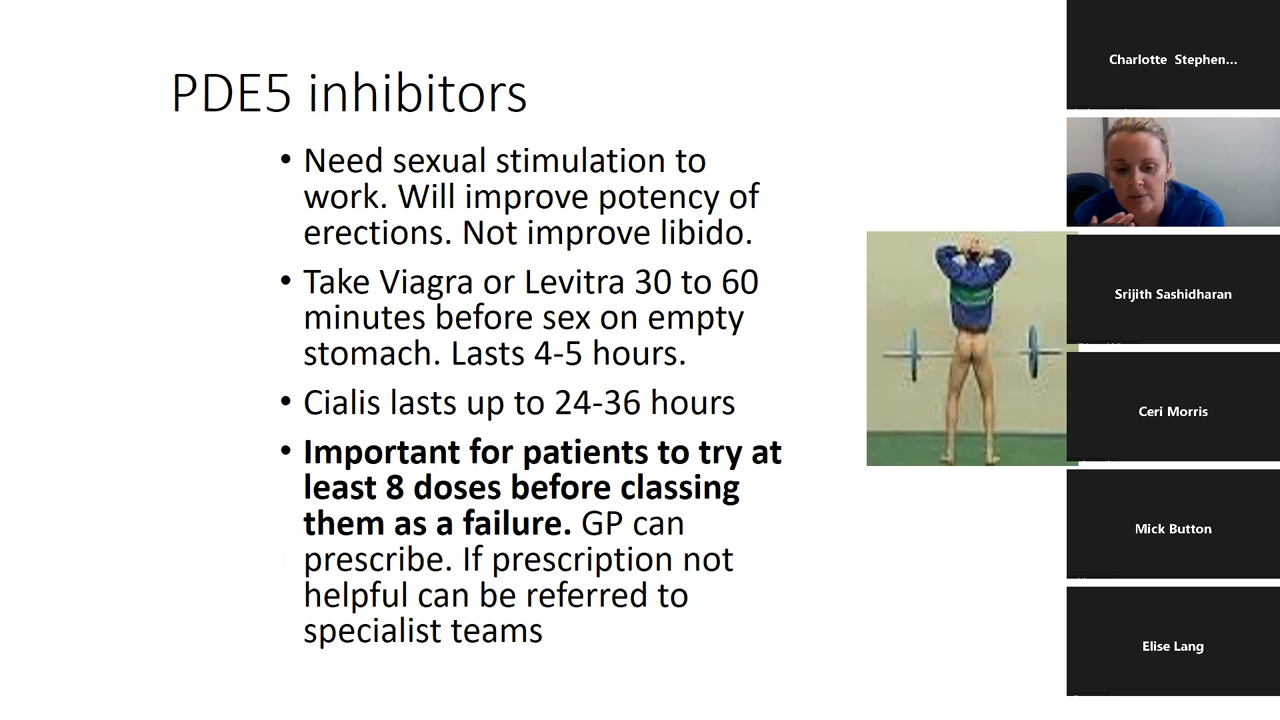 PDE5 inhibitors
• Need sexual stimulation to
work. Will improve potency of
erections. Not improve libido.
• Take Viagra or Levitra 30 to 60
minutes before sex on empty
stomach. Lasts 4-5 hours.
• Cialis lasts up to 24-36 hours
• Important for patients to try at
least 8 doses before classing
them as a failure. GP can
prescribe. If prescription not
helpful can be referred to
specialist teams
Charlotte Stephen...
Srijith Sashidharan
Ceri Morris
Mick Button
Elise Lang